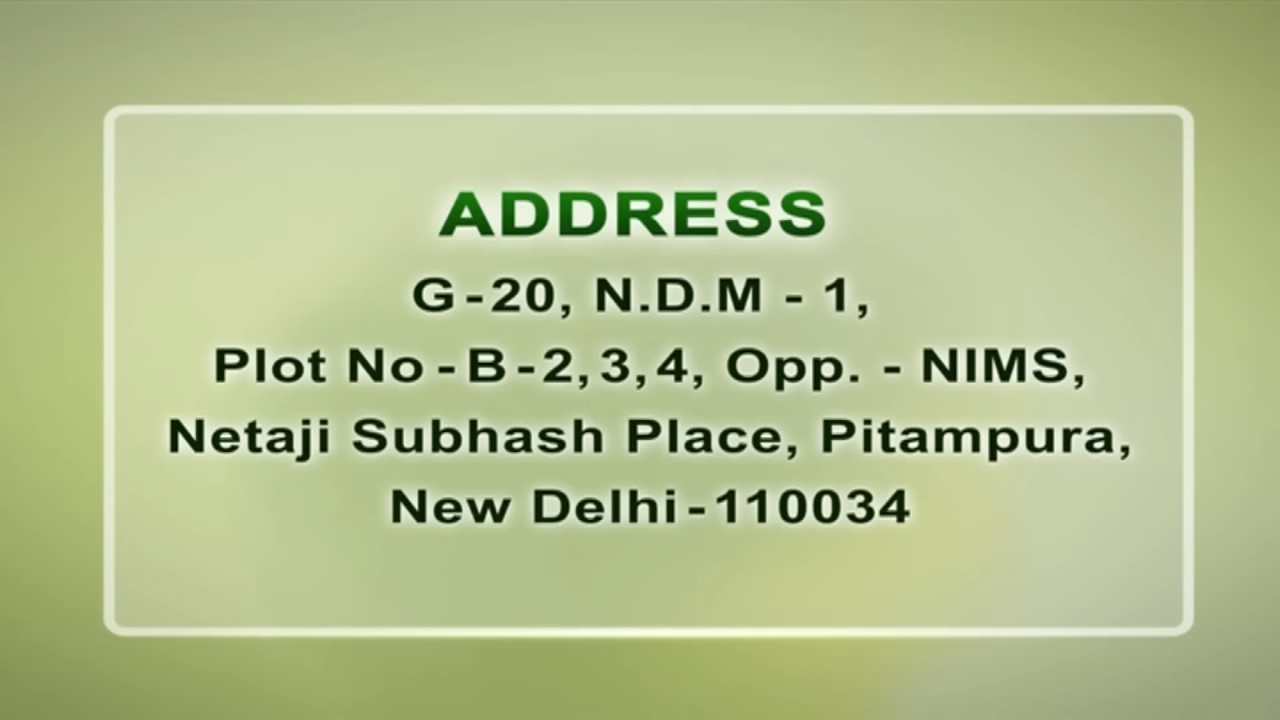 ADDRESS
G-20, N.D.M - 1,
Plot No-B-2,3,4, Opp. - NIMS,
Netaji Subhash Place, Pitampura,
New Delhi-110034